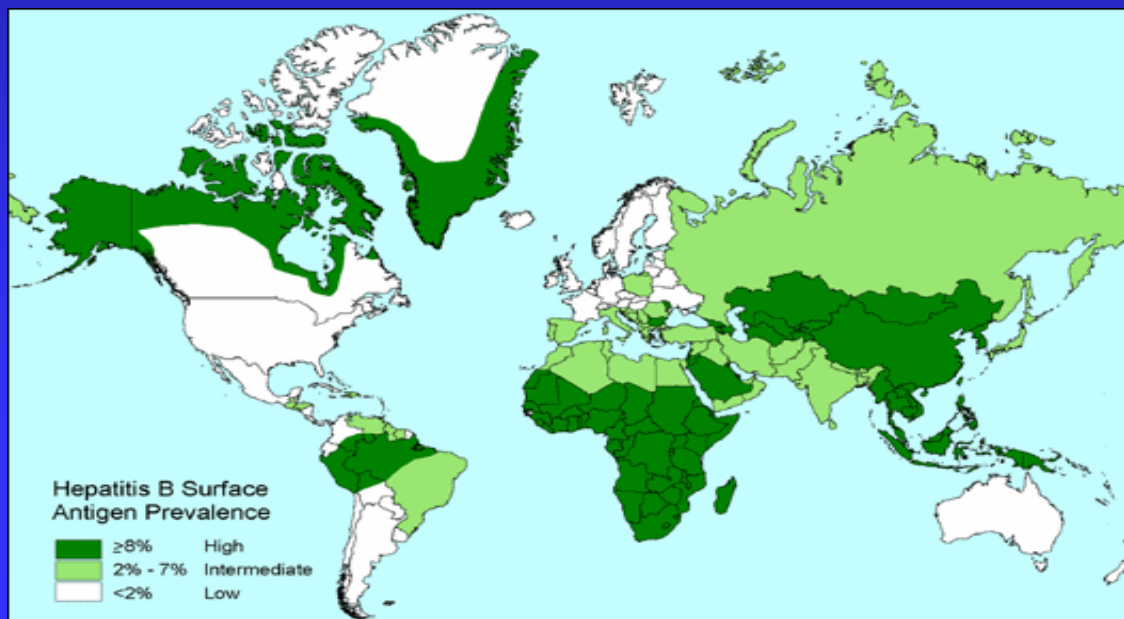 Hepatitis B Surface
Antigen Prevalence
≥8% High
2% - 7% Intermediate
<2% Low